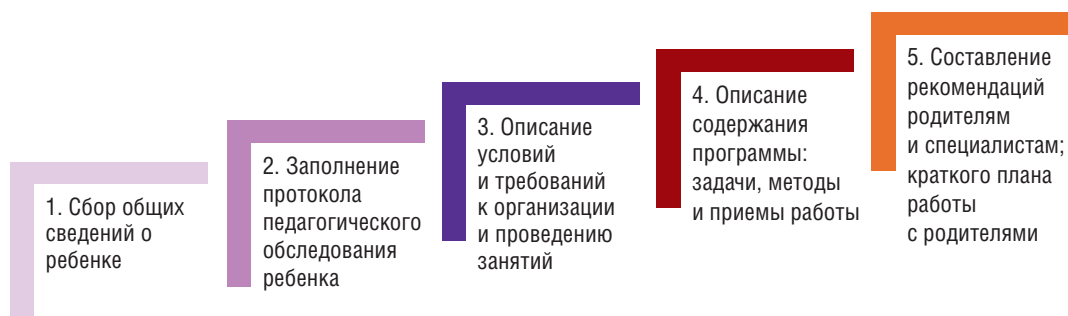 1. Сбор общих
сведений о
ребенке
2. Заполнение
протокола
педагогического
обследования
ребенка
3. Описание
условий
и требований
к организации
и проведению
занятий
4. Описание
содержания
программы:
задачи, методы
и приемы работы
5. Составление
рекомендаций
родителям
и специалистам;
краткого плана
работы
с родителями